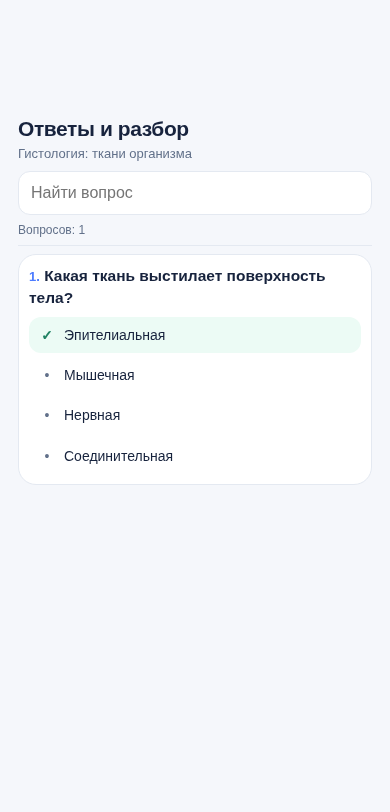 Ответы и разбор
Гистология: ткани организма
Найти вопрос
Вопросов: 1
1. Какая ткань выстилает поверхность
тела?
✓ Эпителиальная
• Мышечная
• Нервная
• Соединительная